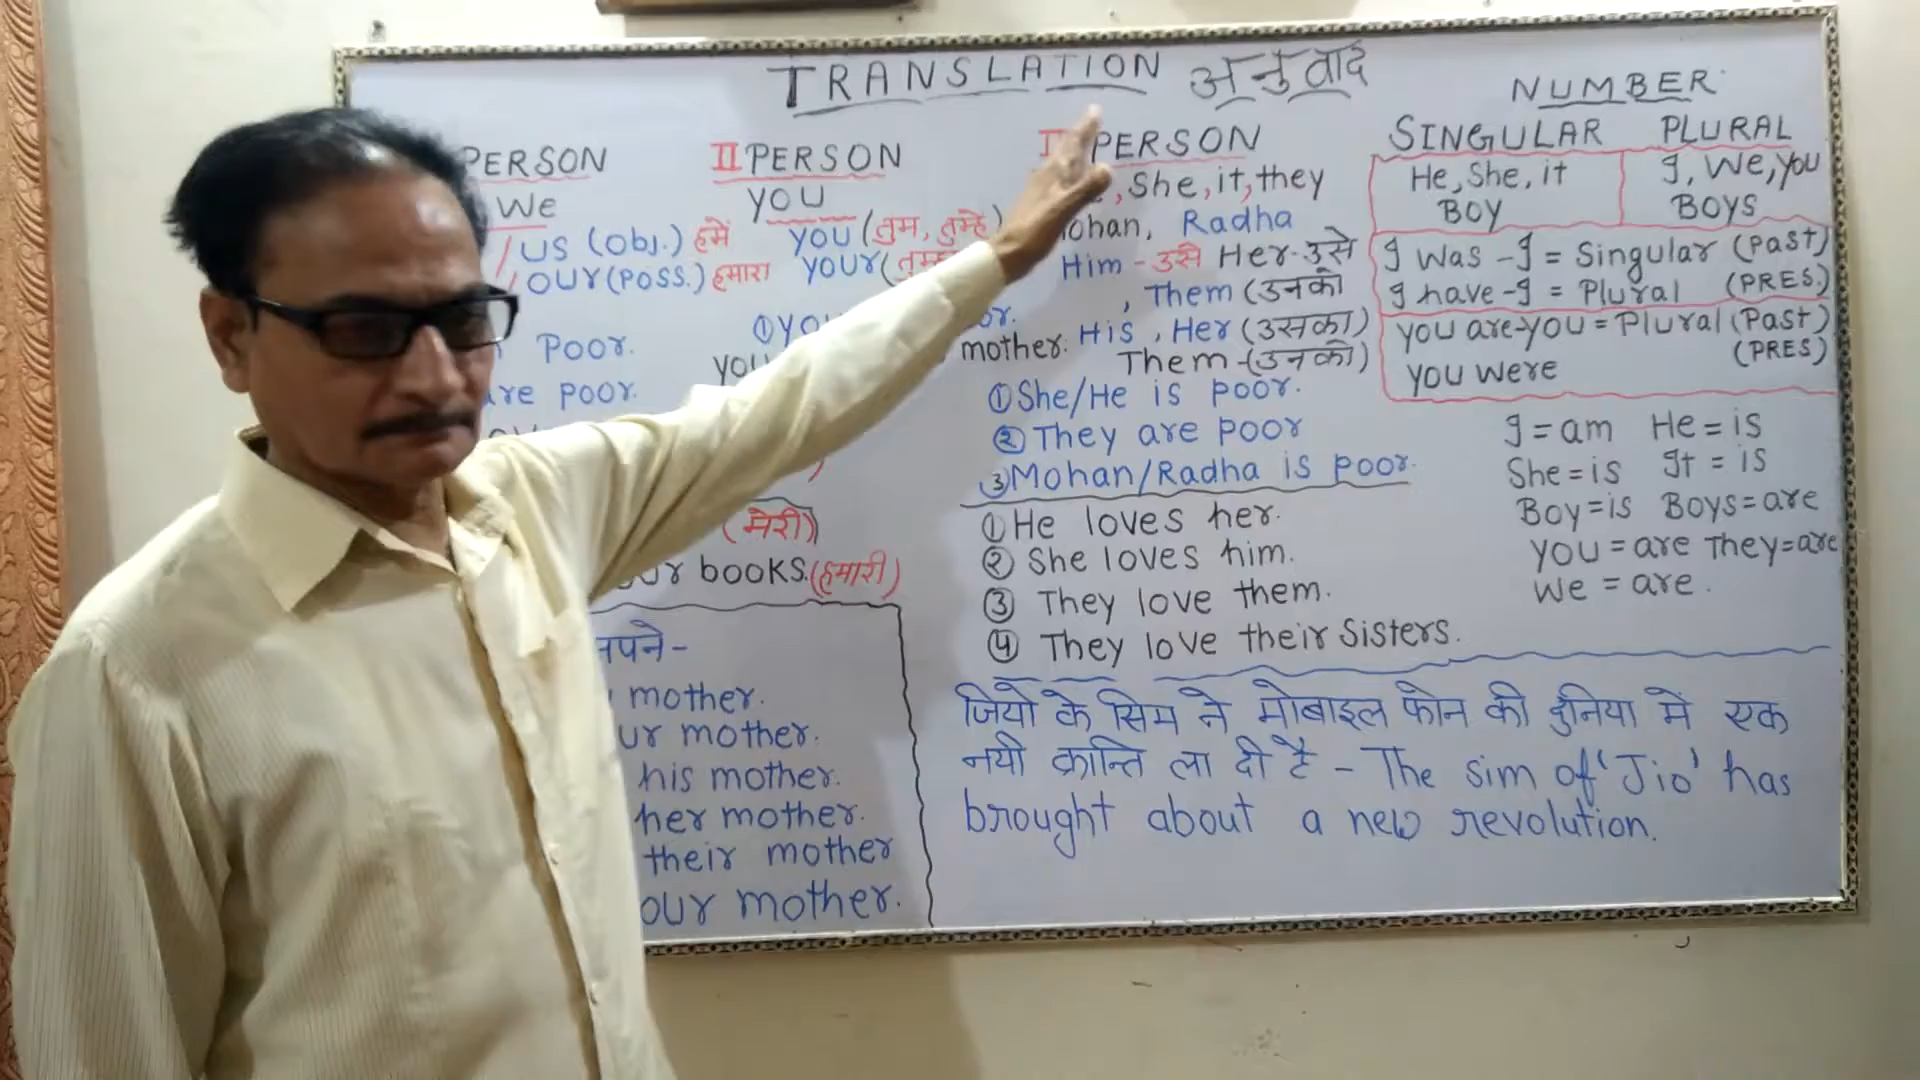 TRANSLATION अनुवाद
PERSON
We
/ US (Obj.) हमें
/ OUR (POSS.) हमारा
Poor.
are poor.
(मेरी)
our books. (हमारी)
mother.
ur mother.
his mother.
her mother.
their mother
our mother.
II PERSON
YOU
YOU (तुम, तुम्हे)
YOUR (
① YOU
or.
you
mother.
PERSON
, She, it, they
Mohan, Radha
Him - उसे Her - उसे
, Them (उनको
His , Her (उसका)
Them - (उनको)
① She/He is poor.
② They are poor
③ Mohan/Radha is poor.
① He loves her.
② She loves him.
③ They love them.
④ They love their Sisters.
NUMBER
SINGULAR PLURAL
He, She, it
BOY
I, We, you
BOYS
I Was - I = Singular (Past)
I have - I = Plural (PRES)
you are - you = Plural (Past)
(PRES)
you were
I = am He = is
She = is It = is
Boy = is Boys = are
you = are They = are
We = are.
जियो के सिम ने मोबाइल फोन की दुनिया में एक
नयी क्रान्ति ला दी है - The sim of 'Jio' has
brought about a new revolution.